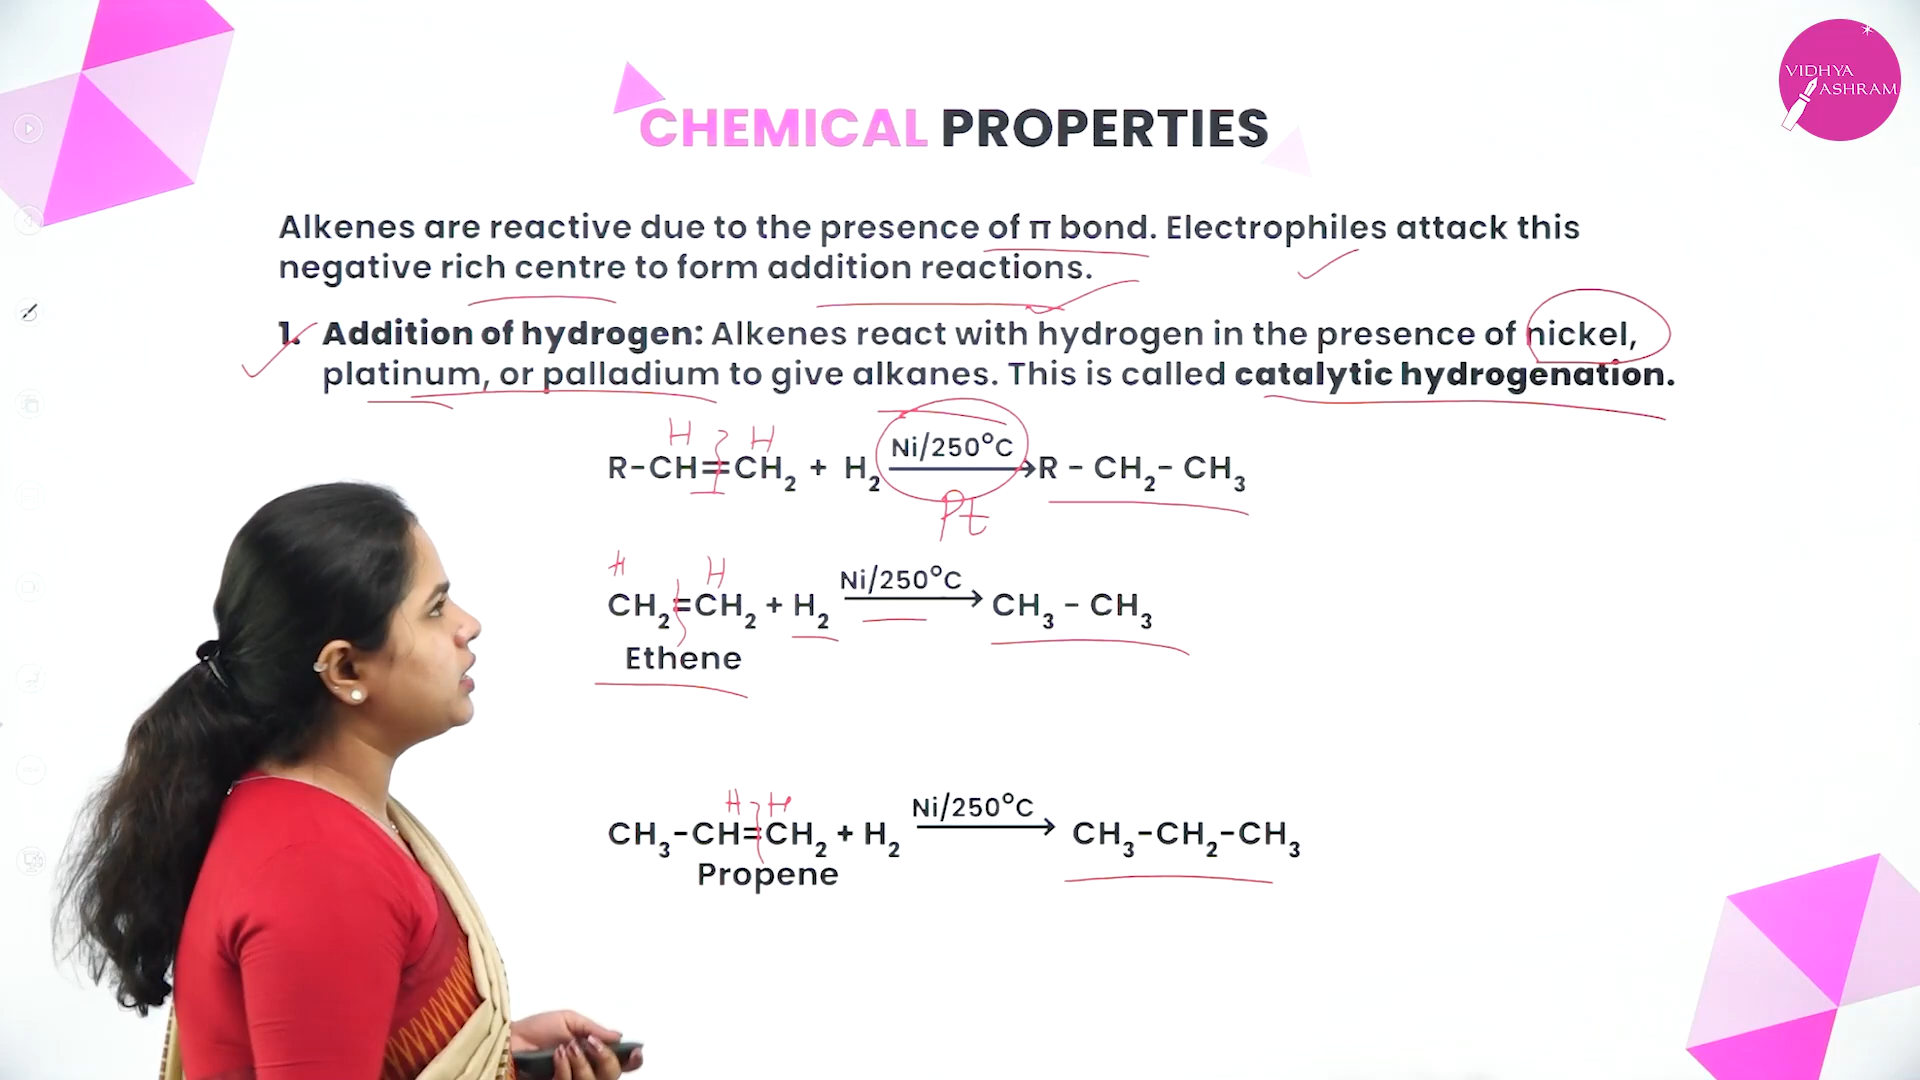 VIDHYA
ASHRAM
CHEMICAL PROPERTIES
Alkenes are reactive due to the presence of π bond. Electrophiles attack this
negative rich centre to form addition reactions.
1. Addition of hydrogen: Alkenes react with hydrogen in the presence of nickel,
platinum, or palladium to give alkanes. This is called catalytic hydrogenation.
H H
Ni/250°C
R-CH=CH₂ + H₂ → R - CH₂- CH₃
Pt
H H
Ni/250°C
CH₂=CH₂ + H₂ → CH₃ - CH₃
Ethene
H H
Ni/250°C
CH₃-CH=CH₂ + H₂ → CH₃-CH₂-CH₃
Propene